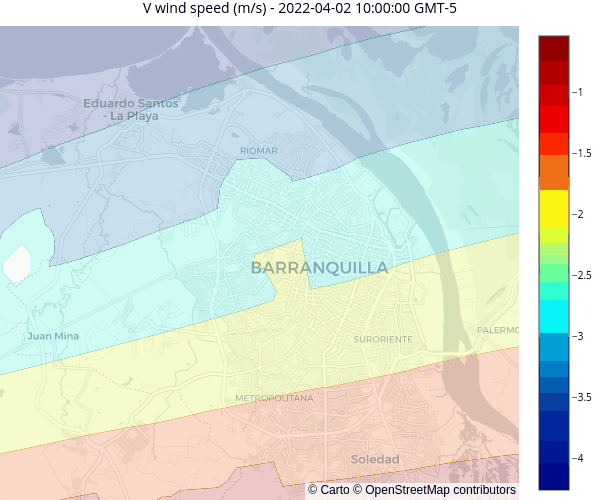 V wind speed (m/s) - 2022-04-02 10:00:00 GMT-5
Eduardo Santos
- La Playa
RIOMAR
BARRANQUILLA
Juan Mina
SURORIENTE
PALERMO
METROPOLITANA
Soledad
−1
−1.5
−2
−2.5
−3
−3.5
−4
© Carto © OpenStreetMap contributors